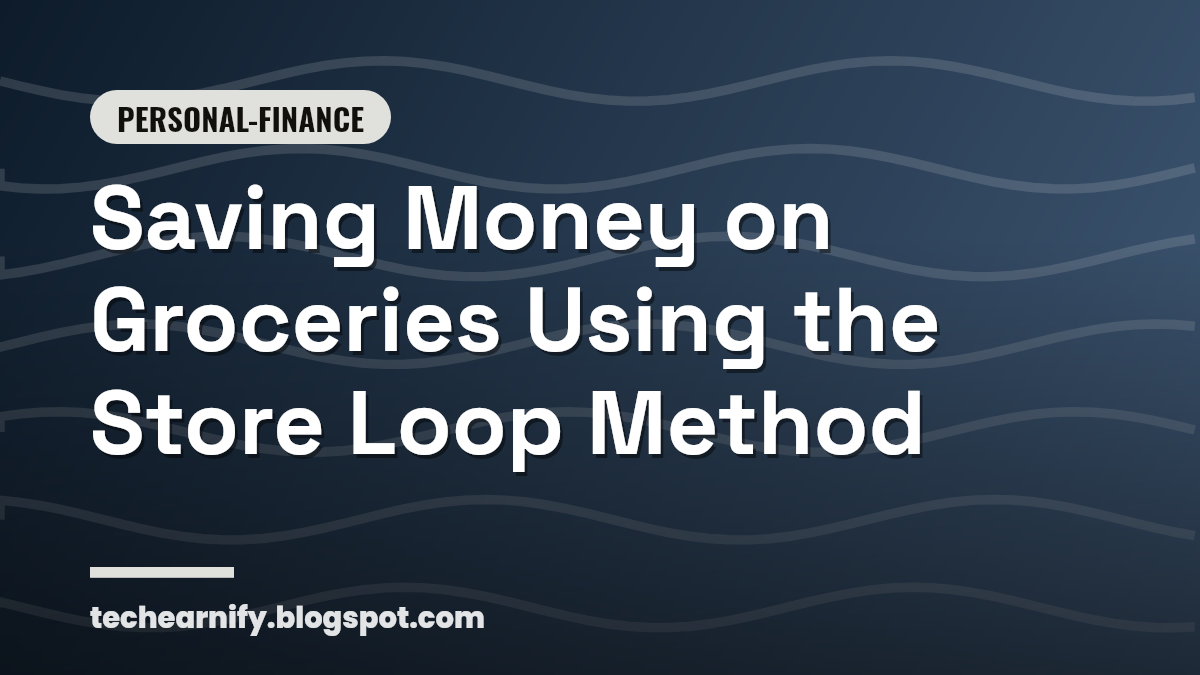 PERSONAL-FINANCE
Saving Money on
Groceries Using the
Store Loop Method
techearnify.blogspot.com